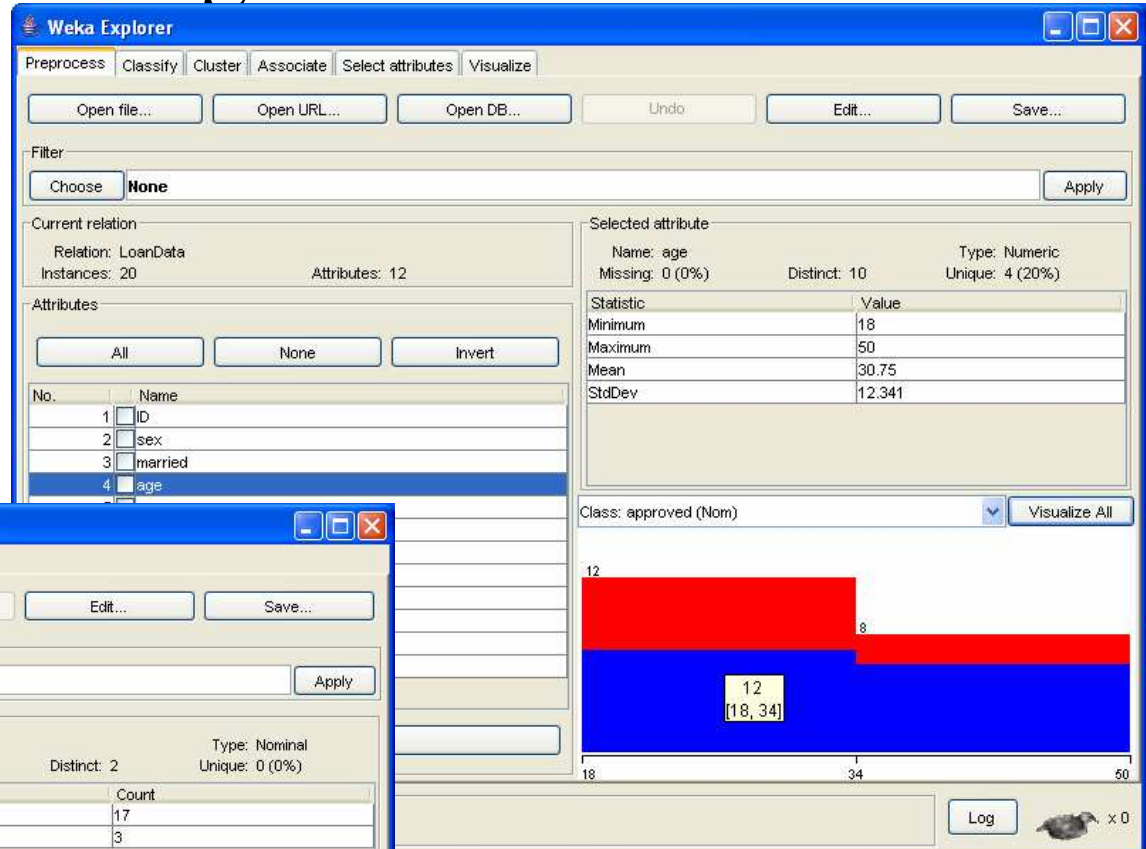 Weka Explorer
Preprocess Classify Cluster Associate Select attributes Visualize
Open file... Open URL... Open DB... Undo Edit... Save...
Filter
Choose None Apply
Current relation
Relation: LoanData
Instances: 20 Attributes: 12
Selected attribute
Name: age Type: Numeric
Missing: 0 (0%) Distinct: 10 Unique: 4 (20%)
Statistic Value
Minimum 18
Maximum 50
Mean 30.75
StdDev 12.341
Attributes
All None Invert
No. Name
1 ID
2 sex
3 married
4 age
Class: approved (Nom) Visualize All
12
8
12
[18, 34]
18 34 50
Log x 0
Edit... Save...
Apply
Type: Nominal
Distinct: 2 Unique: 0 (0%)
Count
17
3